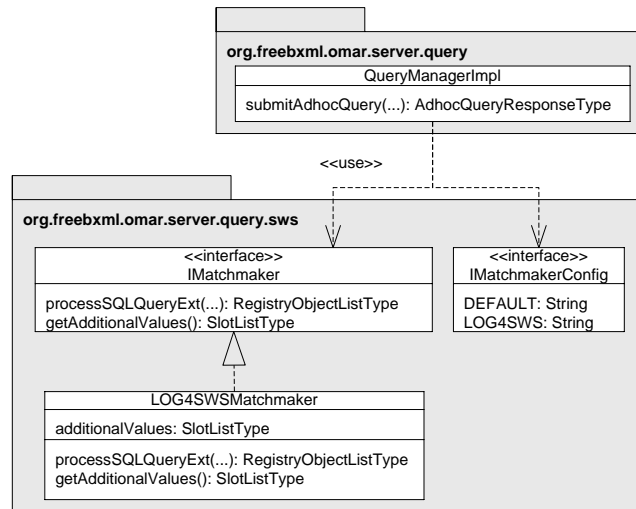 org.freebxml.omar.server.query
QueryManagerImpl
submitAdhocQuery(...): AdhocQueryResponseType
<<use>>
org.freebxml.omar.server.query.sws
<<interface>>
IMatchmaker
processSQLQueryExt(...): RegistryObjectListType
getAdditionalValues(): SlotListType
<<interface>>
IMatchmakerConfig
DEFAULT: String
LOG4SWS: String
LOG4SWSMatchmaker
additionalValues: SlotListType
processSQLQueryExt(...): RegistryObjectListType
getAdditionalValues(): SlotListType